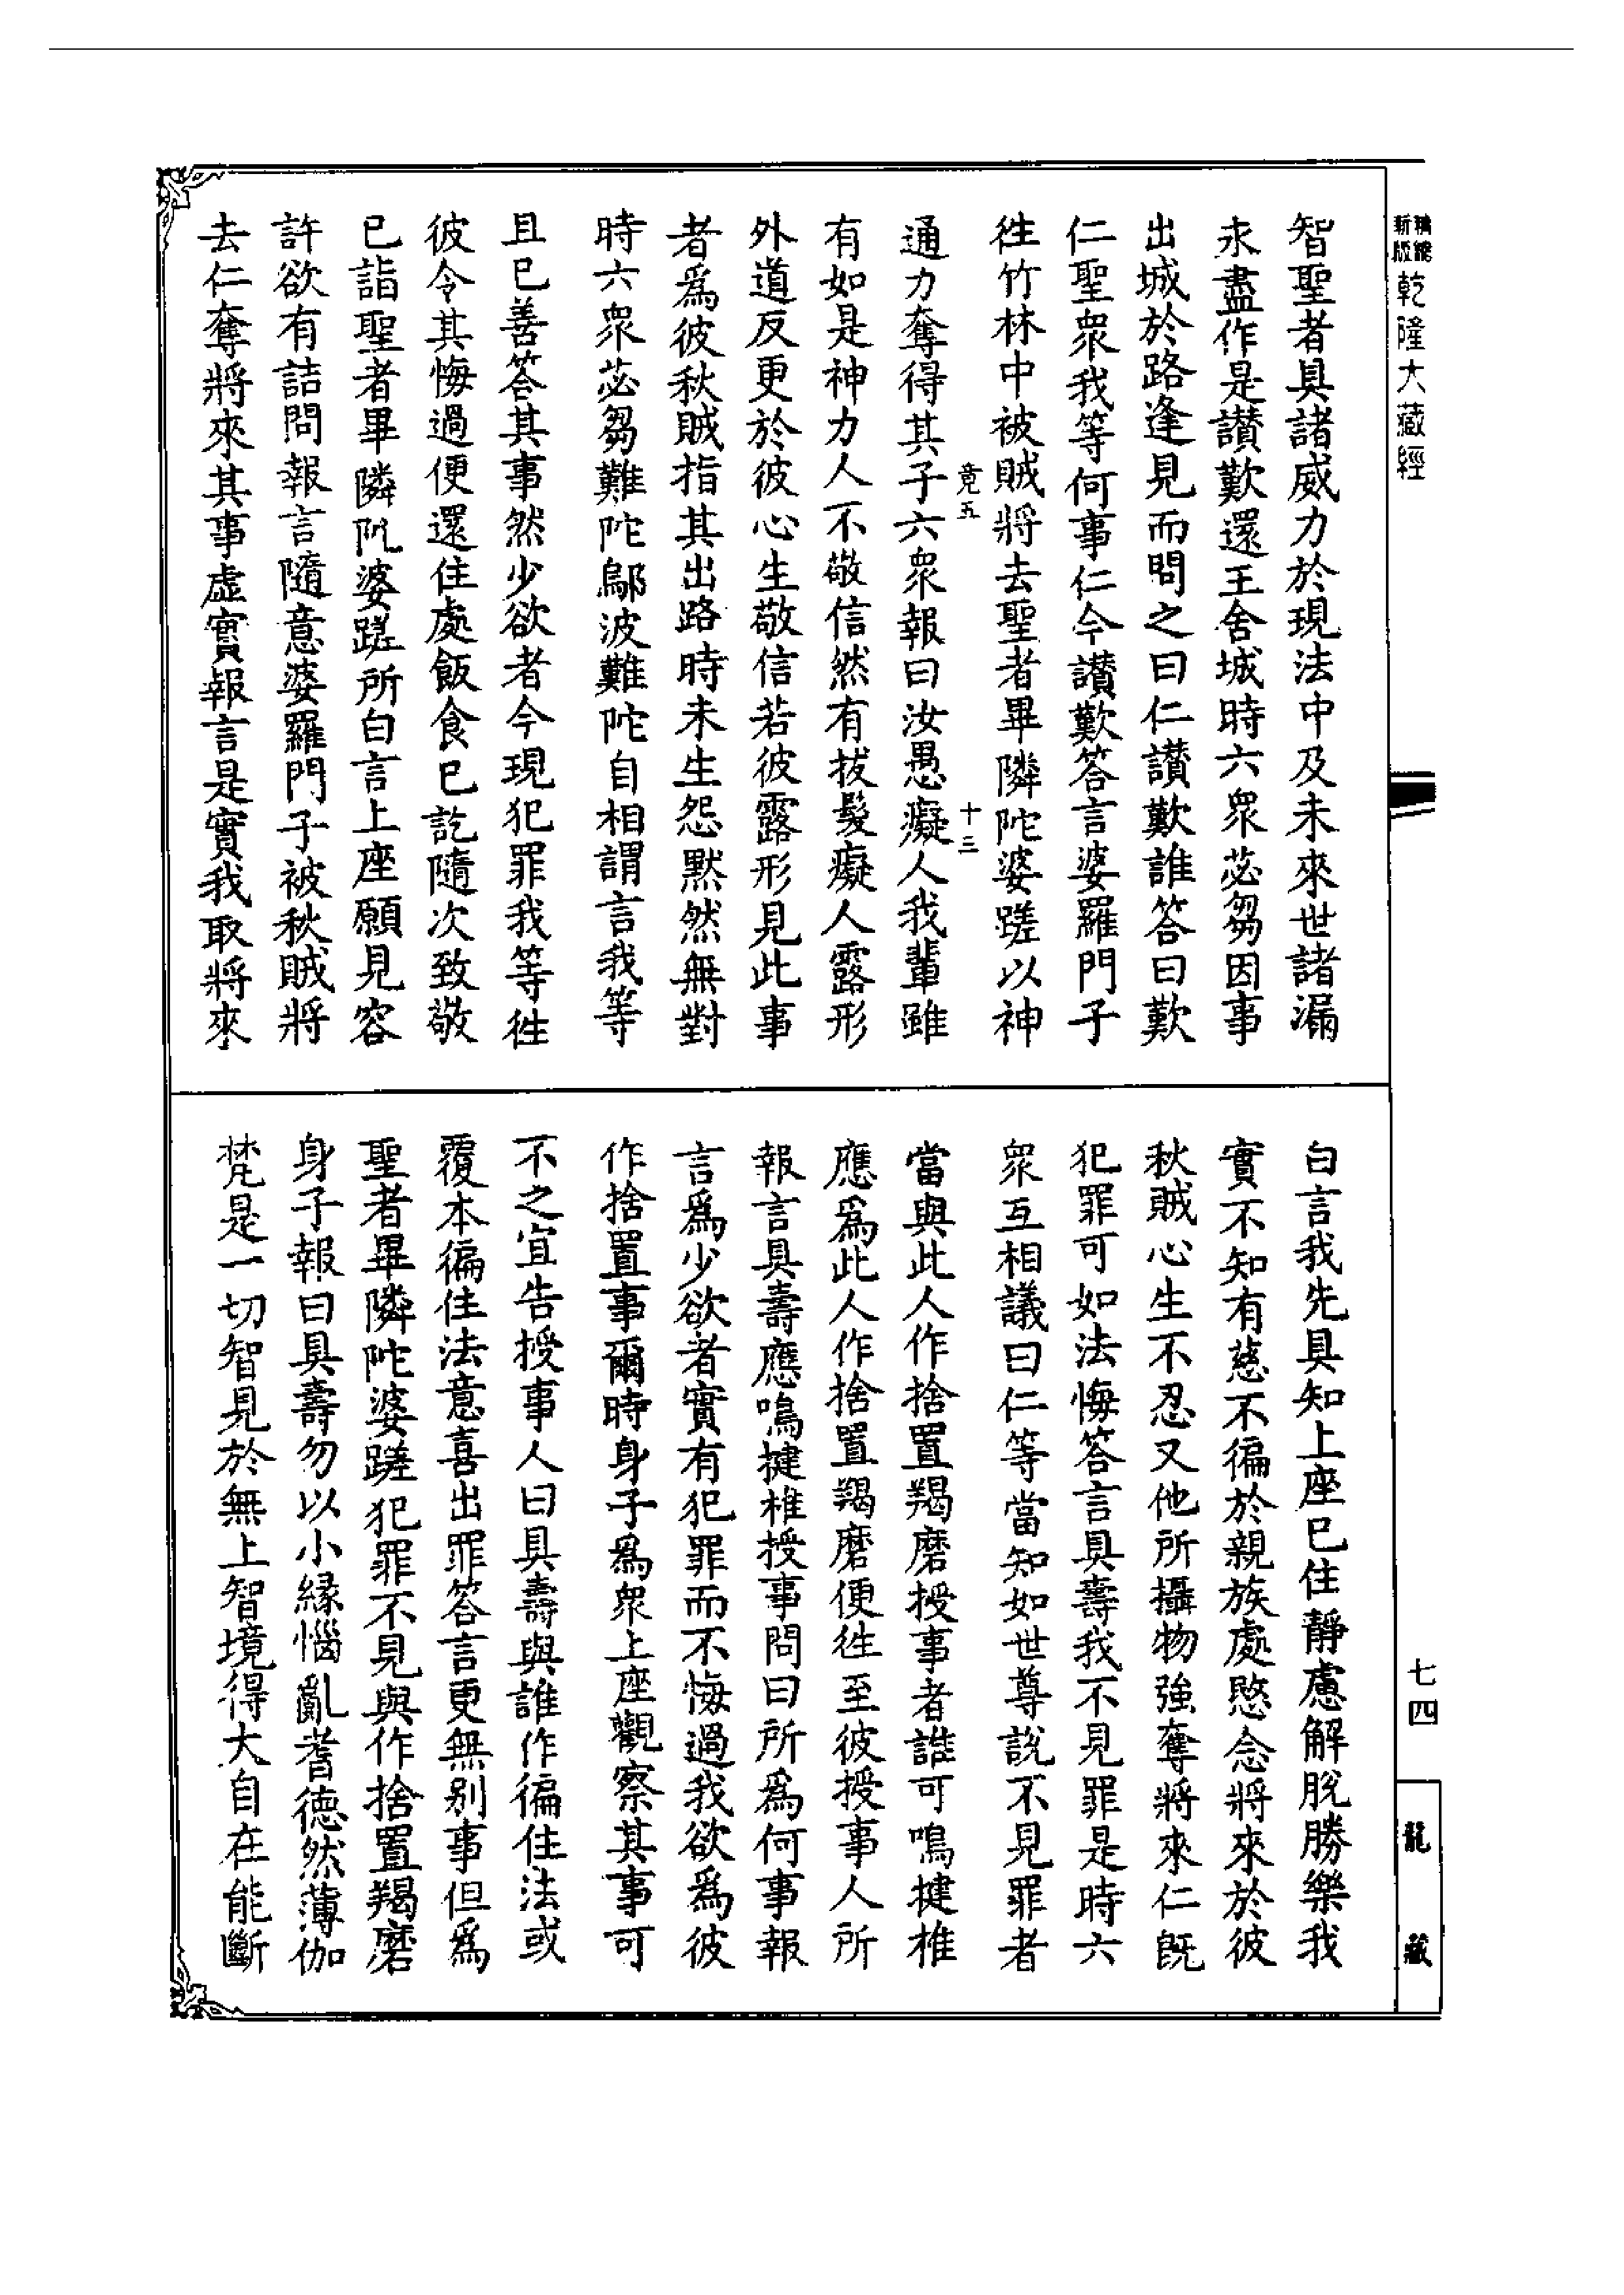 精縮
新版
乾隆大藏經
智聖者具諸威力於現法中及未來世諸漏
永盡作是讃歎還王舍城時六衆苾芻因事
出城於路逢見而問之曰仁讃歎誰答曰歎
仁聖衆我等何事仁今讃歎答言婆羅門子
徃竹林中被賊將去聖者畢隣陀婆蹉以神
竟五
十三
通力奪得其子六衆報曰汝愚癡人我輩雖
有如是神力人不敬信然有拔髮癡人露形
外道反更於彼心生敬信若彼露形見此事
者爲彼秋賊指其出路時未生怨黙然無對
時六衆苾芻難陀鄔波難陀自相謂言我等
且已善答其事然少欲者今現犯罪我等徃
彼令其悔過便還住處飯食已訖隨次致敬
已詣聖者畢隣陀婆蹉所白言上座願見容
許欲有詰問報言隨意婆羅門子被秋賊將
去仁奪將來其事虛實報言是實我取將來
白言我先具知上座已住靜慮解脫勝樂我
實不知有慈不徧於親族處愍念將來於彼
秋賊心生不忍又他所攝物強奪將來仁旣
犯罪可如法悔答言具壽我不見罪是時六
衆互相議曰仁等當知如世尊説不見罪者
當與此人作捨置羯磨授事者誰可鳴揵椎
應爲此人作捨置羯磨便徃至彼授事人所
報言具壽應鳴揵椎授事問曰所爲何事報
言爲少欲者實有犯罪而不悔過我欲爲彼
作捨置事爾時身子爲衆上座觀察其事可
不之宜告授事人曰具壽與誰作徧住法或
覆本徧住法意喜出罪答言更無别事但爲
聖者畢隣陀婆蹉犯罪不見與作捨置羯磨
身子報曰具壽勿以小緣惱亂耆德然薄伽
梵是一切智見於無上智境得大自在能斷
七四
龍藏